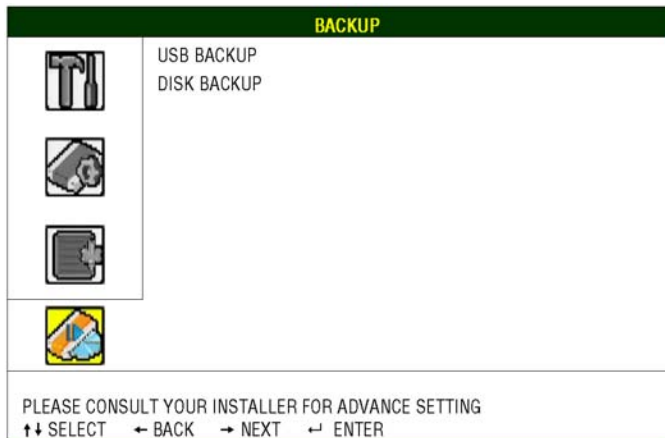 BACKUP
USB BACKUP
DISK BACKUP
PLEASE CONSULT YOUR INSTALLER FOR ADVANCE SETTING
↑↓ SELECT ← BACK → NEXT ↵ ENTER